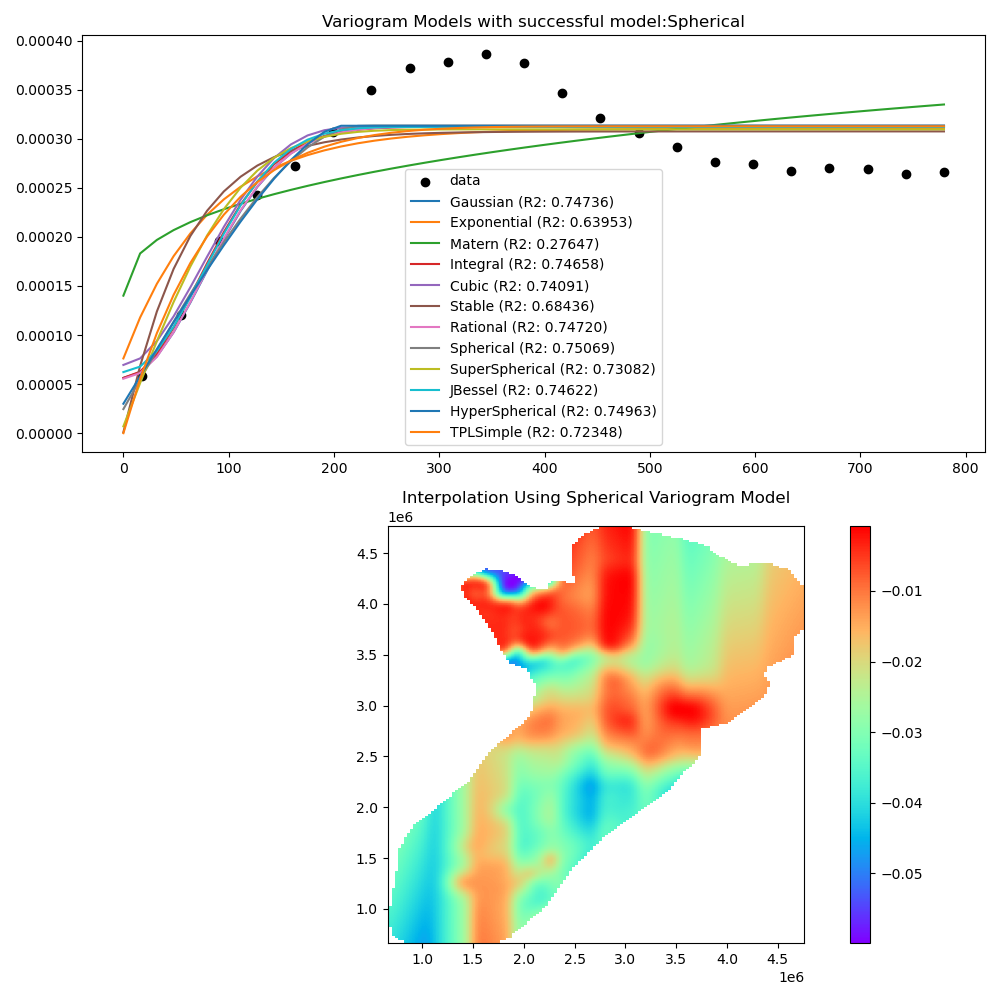 Variogram Models with successful model:Spherical
0.00040
0.00035
0.00030
0.00025
0.00020
0.00015
0.00010
0.00005
0.00000
data
Gaussian (R2: 0.74736)
Exponential (R2: 0.63953)
Matern (R2: 0.27647)
Integral (R2: 0.74658)
Cubic (R2: 0.74091)
Stable (R2: 0.68436)
Rational (R2: 0.74720)
Spherical (R2: 0.75069)
SuperSpherical (R2: 0.73082)
JBessel (R2: 0.74622)
HyperSpherical (R2: 0.74963)
TPLSimple (R2: 0.72348)
0 100 200 300 400 500 600 700 800
Interpolation Using Spherical Variogram Model
1e6
4.5
4.0
3.5
3.0
2.5
2.0
1.5
1.0
1.0 1.5 2.0 2.5 3.0 3.5 4.0 4.5
1e6
−0.01
−0.02
−0.03
−0.04
−0.05